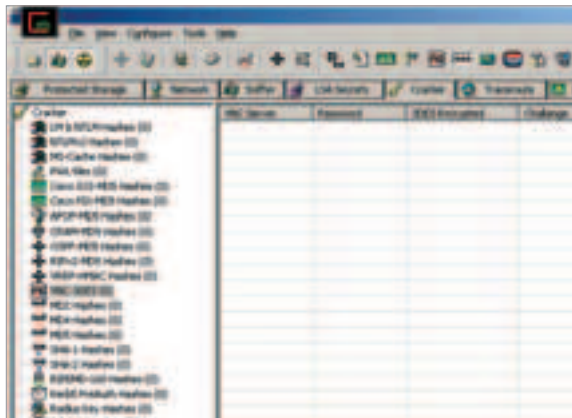 File View Configure Tools Help
Protected Storage Network Sniffer LSA Secrets Cracker Traceroute
VNC Server Password 3DES Encrypted Challenge
Cracker
LM & NTLM Hashes (0)
NTLMv2 Hashes (0)
MS-Cache Hashes (0)
PWL files (0)
Cisco IOS-MD5 Hashes (0)
Cisco PIX-MD5 Hashes (0)
APOP-MD5 Hashes (0)
CRAM-MD5 Hashes (0)
OSPF-MD5 Hashes (0)
RIPv2-MD5 Hashes (0)
VRRP-HMAC Hashes (0)
VNC-3DES (0)
MD2 Hashes (0)
MD4 Hashes (0)
MD5 Hashes (0)
SHA-1 Hashes (0)
SHA-2 Hashes (0)
RIPEMD-160 Hashes (0)
Kerb5 PreAuth Hashes (0)
Radius Key Hashes (0)